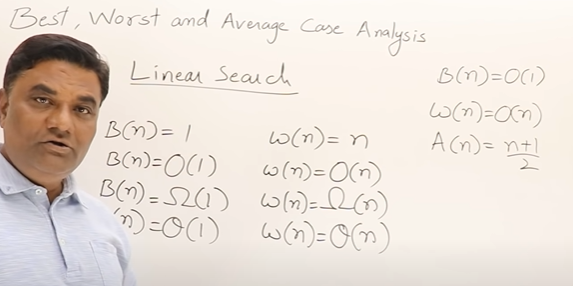 Best, Worst and Average Case Analysis
Linear Search
B(n) = 1
B(n) = O(1)
B(n) = Ω(1)
(n) = Θ(1)
W(n) = n
W(n) = O(n)
W(n) = Ω(n)
W(n) = Θ(n)
B(n) = O(1)
W(n) = O(n)
A(n) = n+1
2